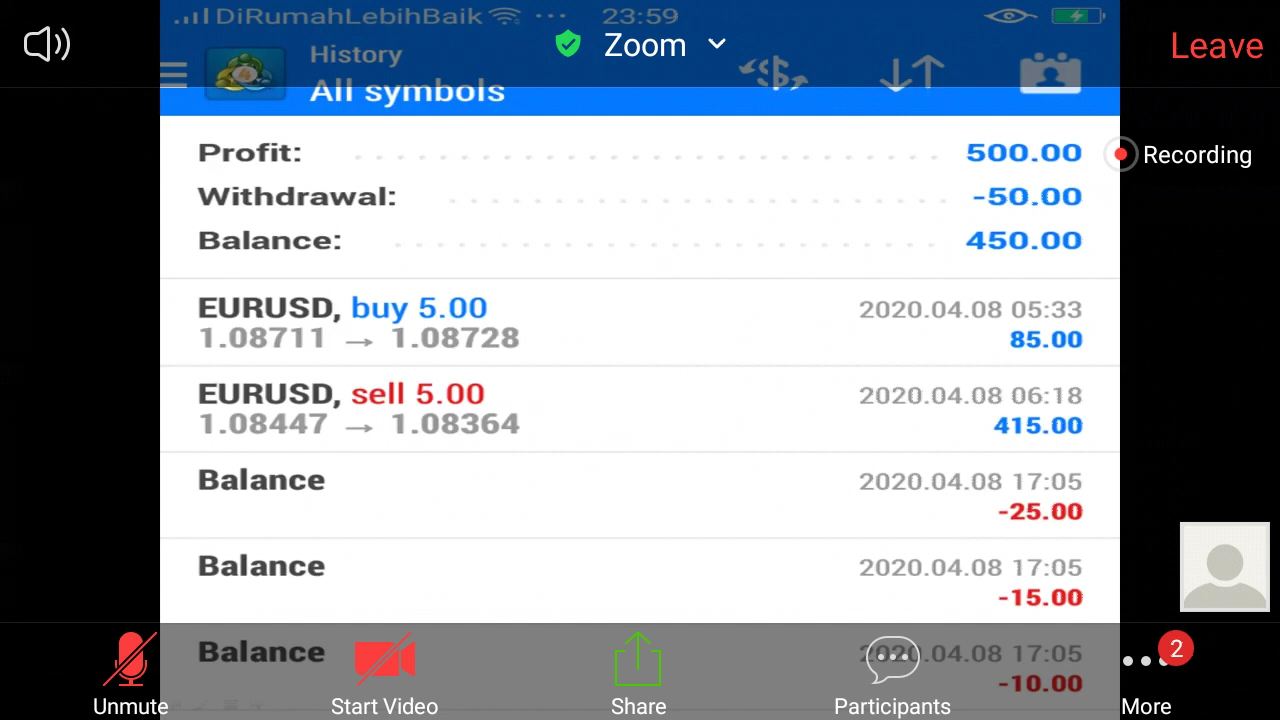 DiRumahLebihBaik 23:59
Zoom
Leave
History
All symbols
Profit: 500.00
Recording
Withdrawal: -50.00
Balance: 450.00
EURUSD, buy 5.00 2020.04.08 05:33
1.08711 → 1.08728 85.00
EURUSD, sell 5.00 2020.04.08 06:18
1.08447 → 1.08364 415.00
Balance 2020.04.08 17:05
-25.00
Balance 2020.04.08 17:05
-15.00
Balance 2020.04.08 17:05
-10.00
2
Unmute Start Video Share Participants More